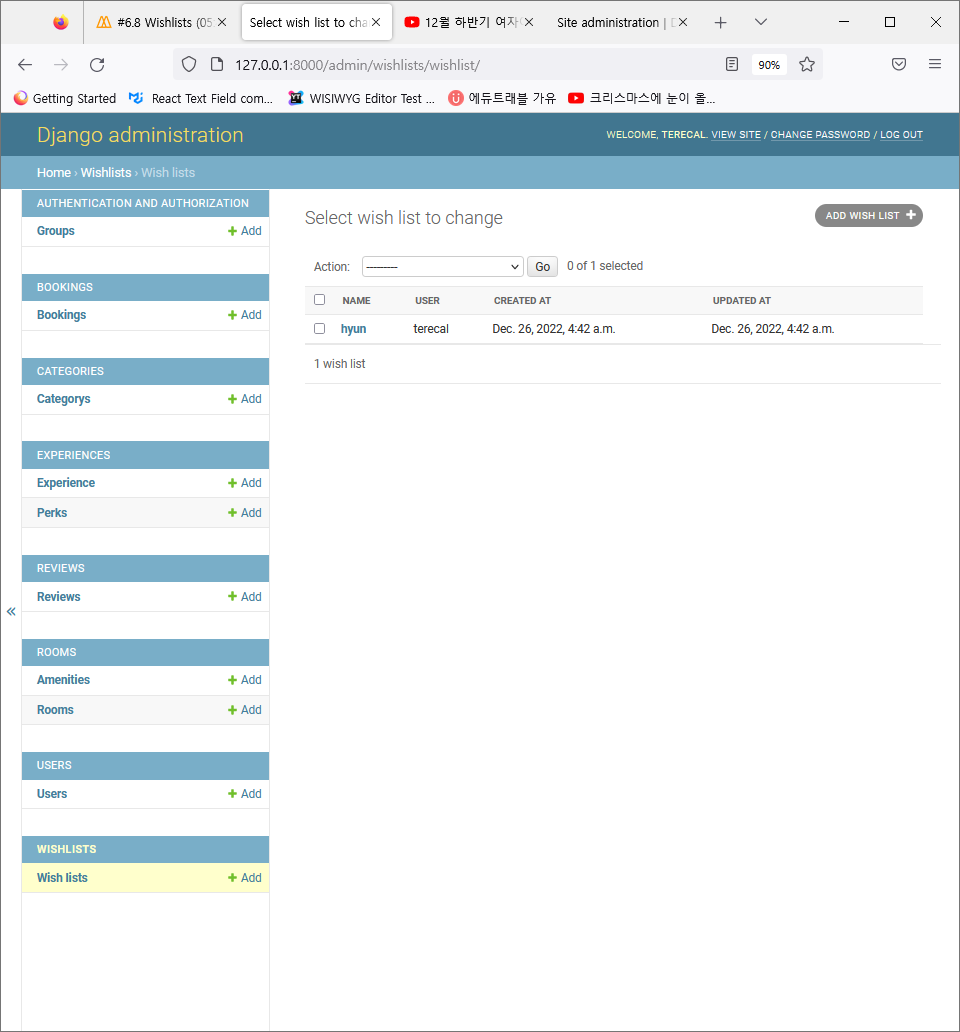 #6.8 Wishlists (05
Select wish list to cha
12월 하반기 여자
Site administration | D
127.0.0.1:8000/admin/wishlists/wishlist/
90%
Getting Started
React Text Field com...
WISIWYG Editor Test ...
에듀트래블 가유
크리스마스에 눈이 올...
Django administration
WELCOME, TERECAL. VIEW SITE / CHANGE PASSWORD / LOG OUT
Home › Wishlists › Wish lists
AUTHENTICATION AND AUTHORIZATION
Groups + Add
BOOKINGS
Bookings + Add
CATEGORIES
Categorys + Add
EXPERIENCES
Experience + Add
Perks + Add
REVIEWS
Reviews + Add
ROOMS
Amenities + Add
Rooms + Add
USERS
Users + Add
WISHLISTS
Wish lists + Add
«
Select wish list to change
ADD WISH LIST +
Action: --------- Go 0 of 1 selected
NAME USER CREATED AT UPDATED AT
hyun terecal Dec. 26, 2022, 4:42 a.m. Dec. 26, 2022, 4:42 a.m.
1 wish list